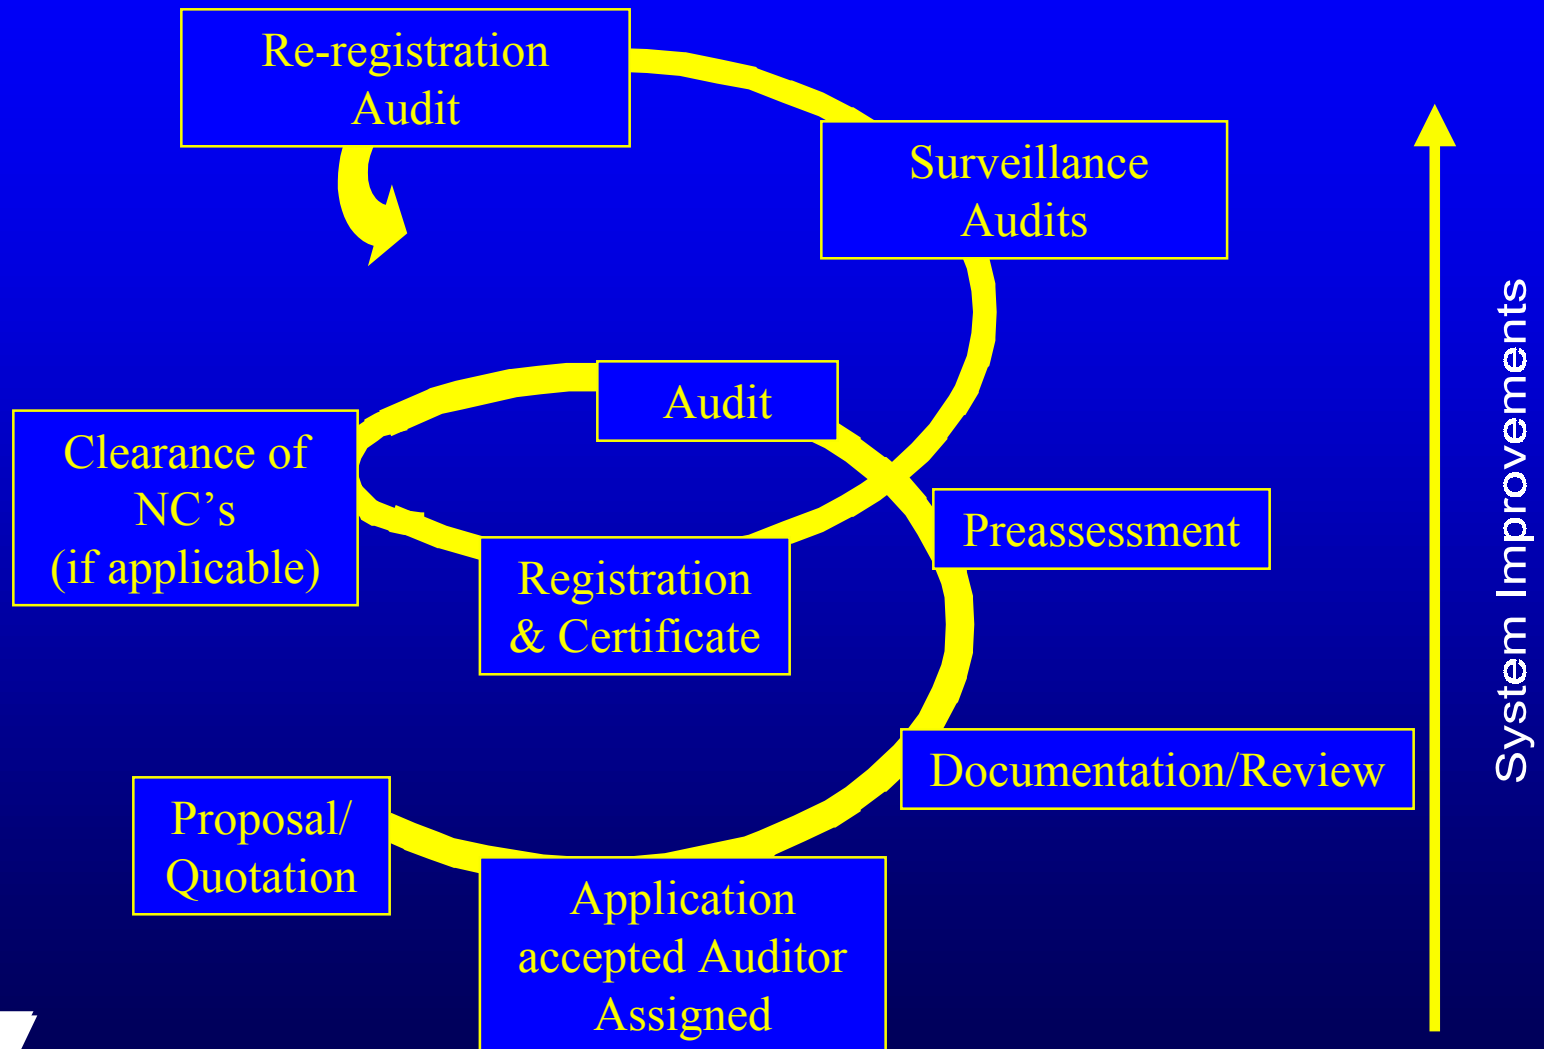 Re-registration
Audit
Surveillance
Audits
Audit
Clearance of
NC’s
(if applicable)
Preassessment
Registration
& Certificate
Documentation/Review
Proposal/
Quotation
Application
accepted Auditor
Assigned
System Improvements